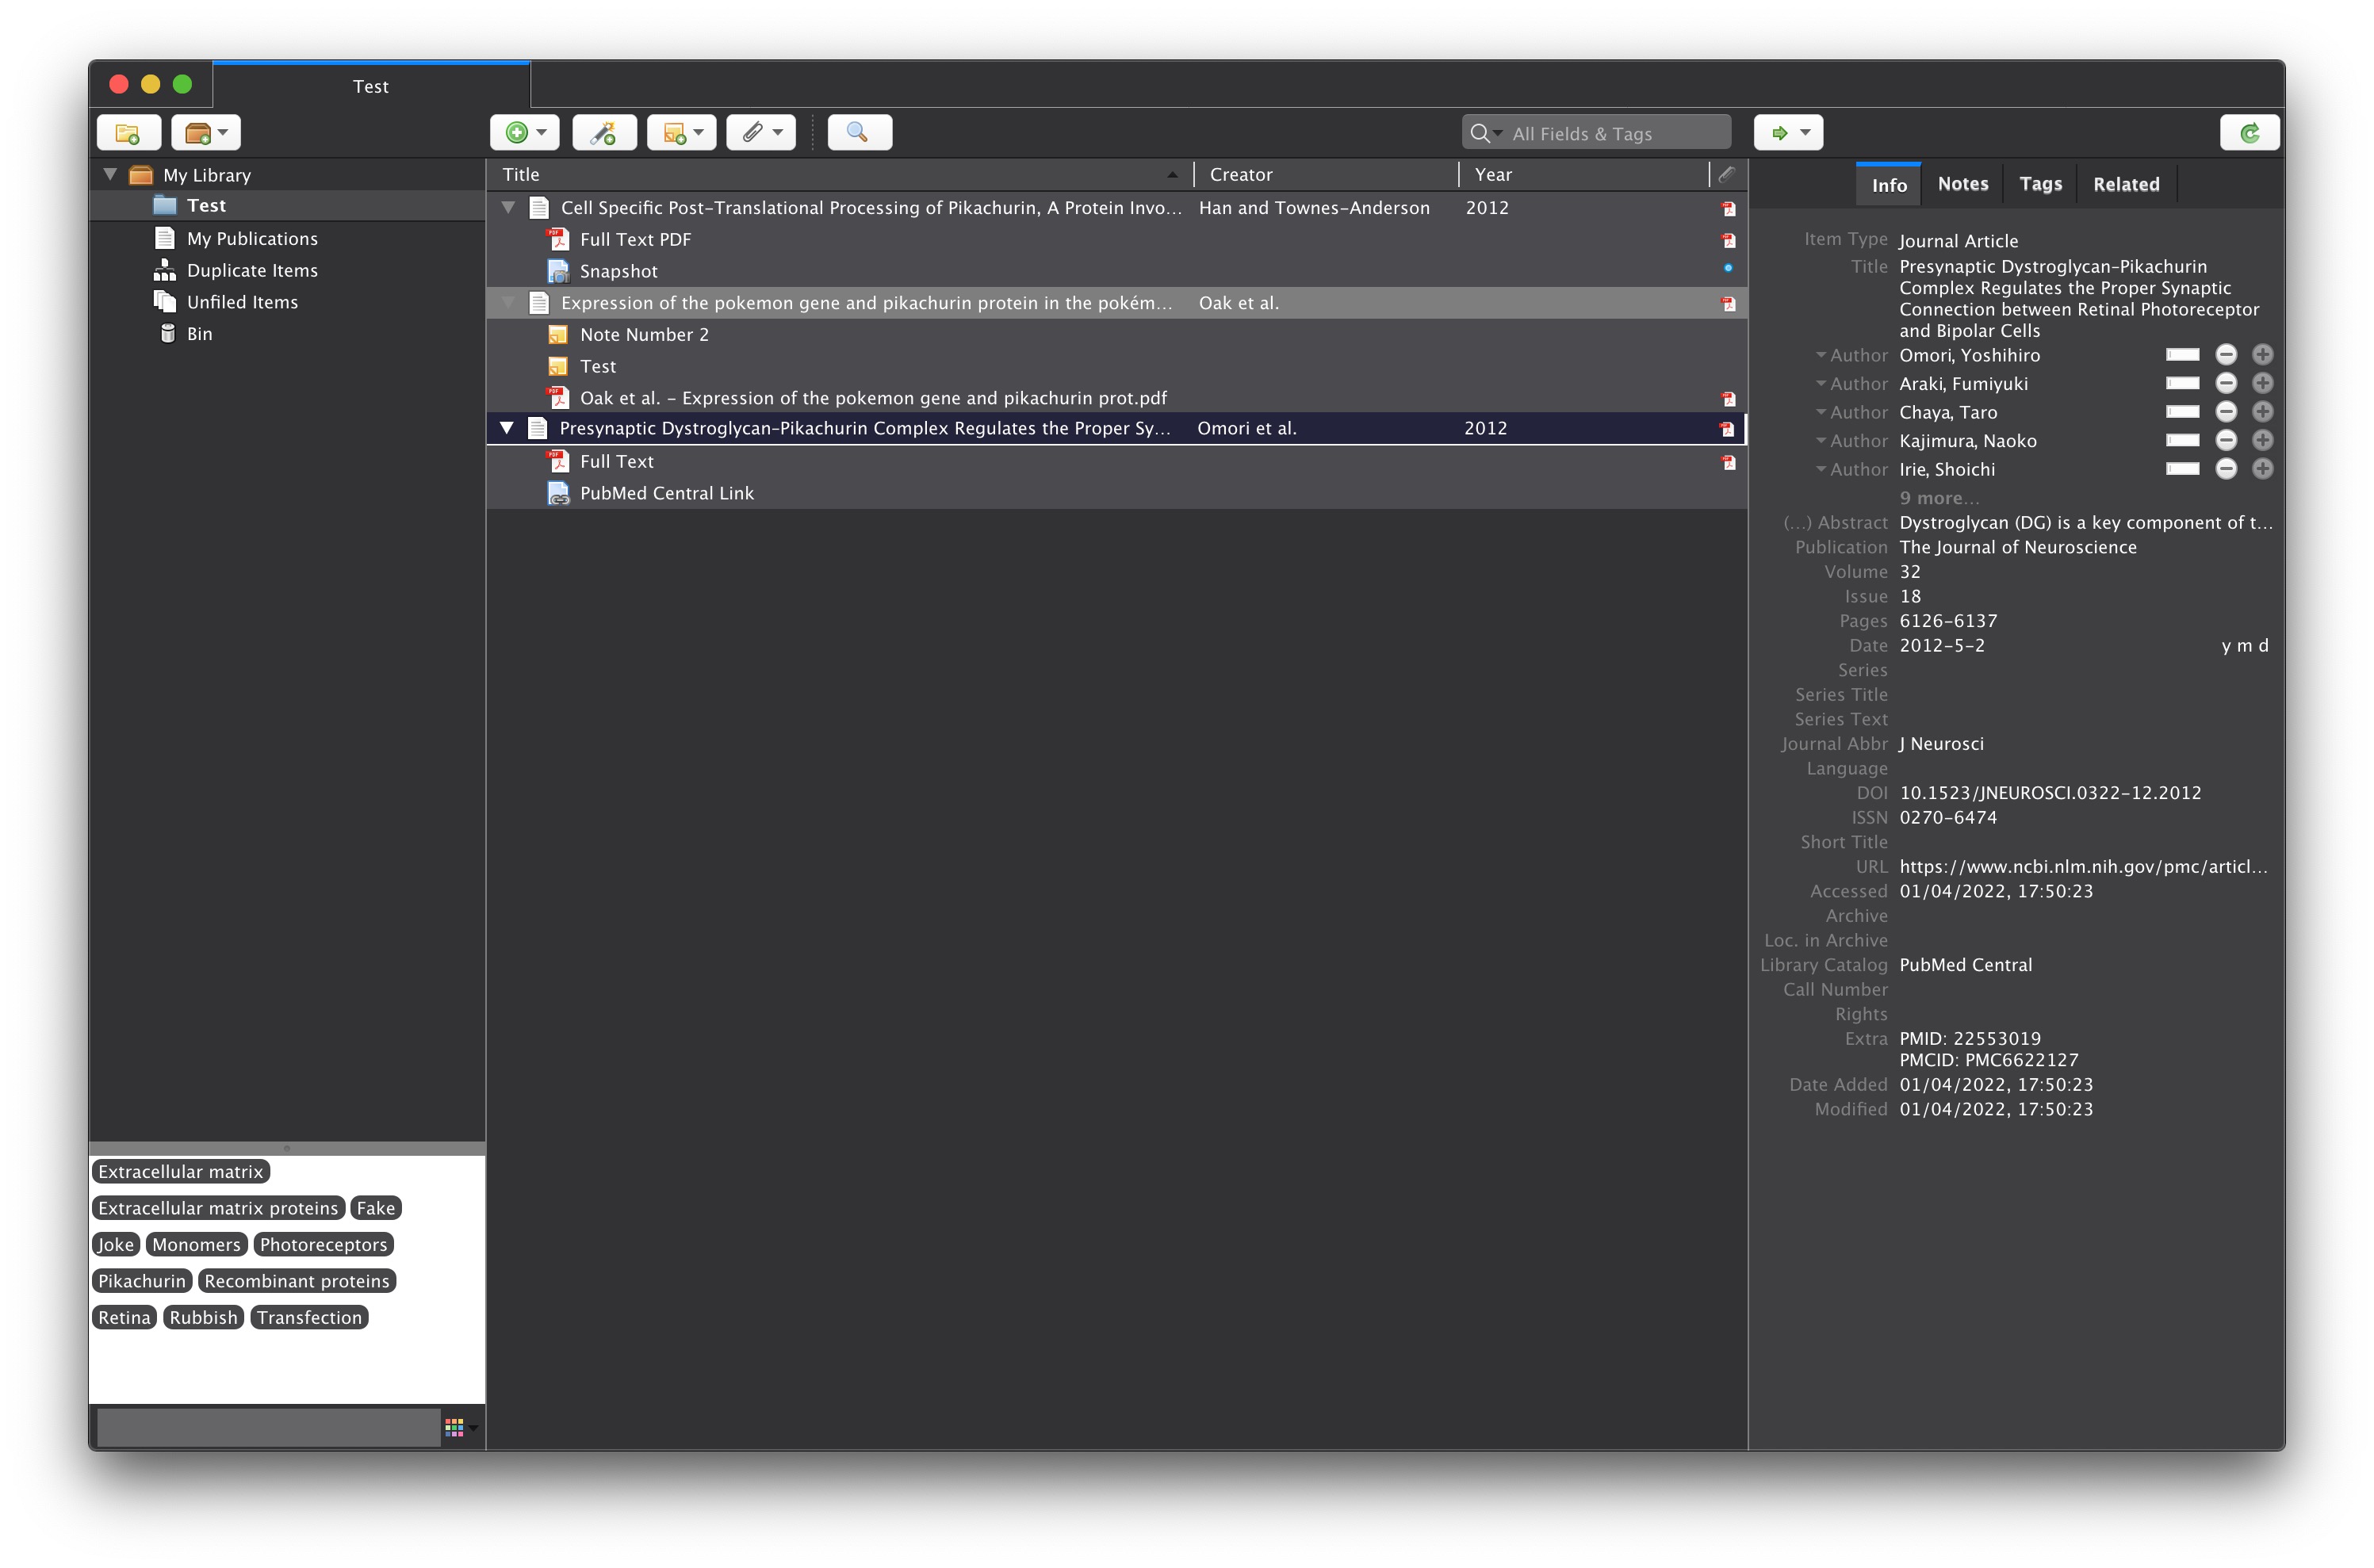 Test
All Fields & Tags
My Library
Test
My Publications
Duplicate Items
Unfiled Items
Bin
Title Creator Year
Cell Specific Post-Translational Processing of Pikachurin, A Protein Invo... Han and Townes-Anderson 2012
Full Text PDF
Snapshot
Expression of the pokemon gene and pikachurin protein in the pokém... Oak et al.
Note Number 2
Test
Oak et al. - Expression of the pokemon gene and pikachurin prot.pdf
Presynaptic Dystroglycan-Pikachurin Complex Regulates the Proper Sy... Omori et al. 2012
Full Text
PubMed Central Link
Info Notes Tags Related
Item Type Journal Article
Title Presynaptic Dystroglycan-Pikachurin
Complex Regulates the Proper Synaptic
Connection between Retinal Photoreceptor
and Bipolar Cells
Author Omori, Yoshihiro
Author Araki, Fumiyuki
Author Chaya, Taro
Author Kajimura, Naoko
Author Irie, Shoichi
9 more...
(...) Abstract Dystroglycan (DG) is a key component of t...
Publication The Journal of Neuroscience
Volume 32
Issue 18
Pages 6126-6137
Date 2012-5-2 y m d
Series
Series Title
Series Text
Journal Abbr J Neurosci
Language
DOI 10.1523/JNEUROSCI.0322-12.2012
ISSN 0270-6474
Short Title
URL https://www.ncbi.nlm.nih.gov/pmc/articl...
Accessed 01/04/2022, 17:50:23
Archive
Loc. in Archive
Library Catalog PubMed Central
Call Number
Rights
Extra PMID: 22553019
PMCID: PMC6622127
Date Added 01/04/2022, 17:50:23
Modified 01/04/2022, 17:50:23
Extracellular matrix
Extracellular matrix proteins Fake
Joke Monomers Photoreceptors
Pikachurin Recombinant proteins
Retina Rubbish Transfection